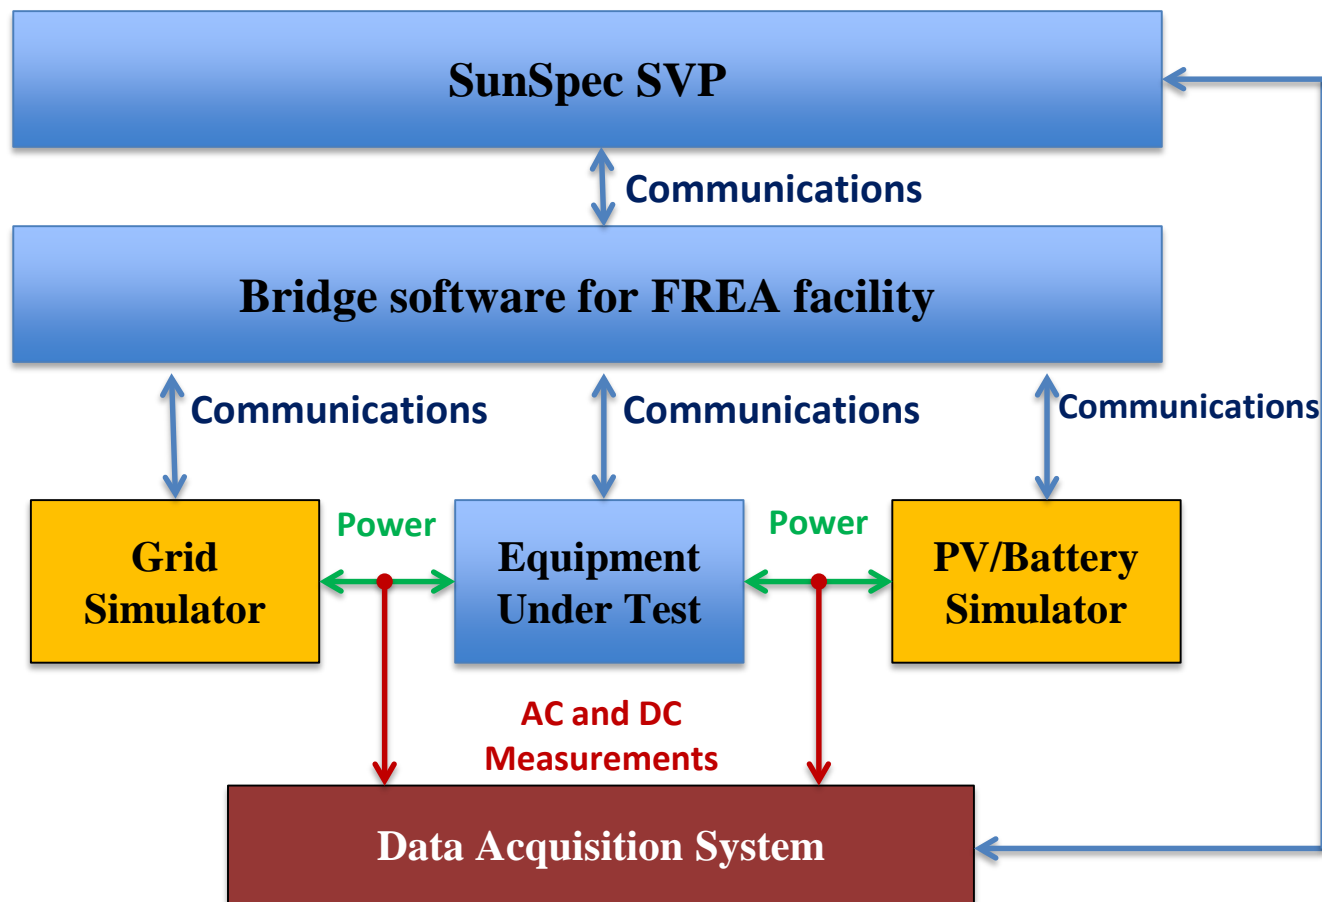 SunSpec SVP
Communications
Bridge software for FREA facility
Communications
Communications
Communications
Grid
Simulator
Power
Equipment
Under Test
Power
PV/Battery
Simulator
AC and DC
Measurements
Data Acquisition System